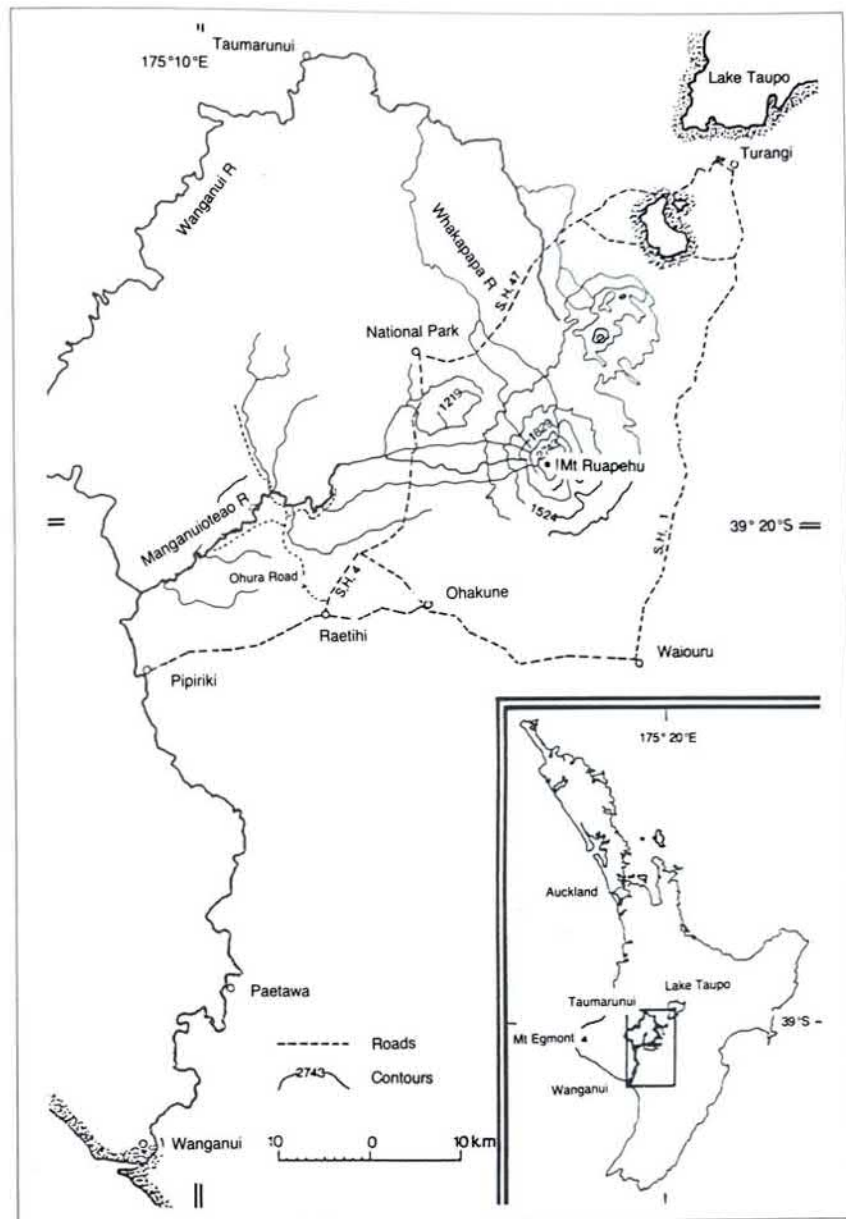 Taumarunui
175°10'E
Lake Taupo
Turangi
Wanganui R
Whakapapa R
S.H. 47
National Park
1219
1829
2743
Mt Ruapehu
1524
Manganuioteao R
39° 20'S
S.H. 1
Ohura Road
S.H. 4
Ohakune
Raetihi
Waiouru
Pipiriki
175° 20'E
Auckland
Paetawa
Lake Taupo
Taumarunui
39°S
Mt Egmont
Roads
2743 Contours
Wanganui
Wanganui
10 0 10 km